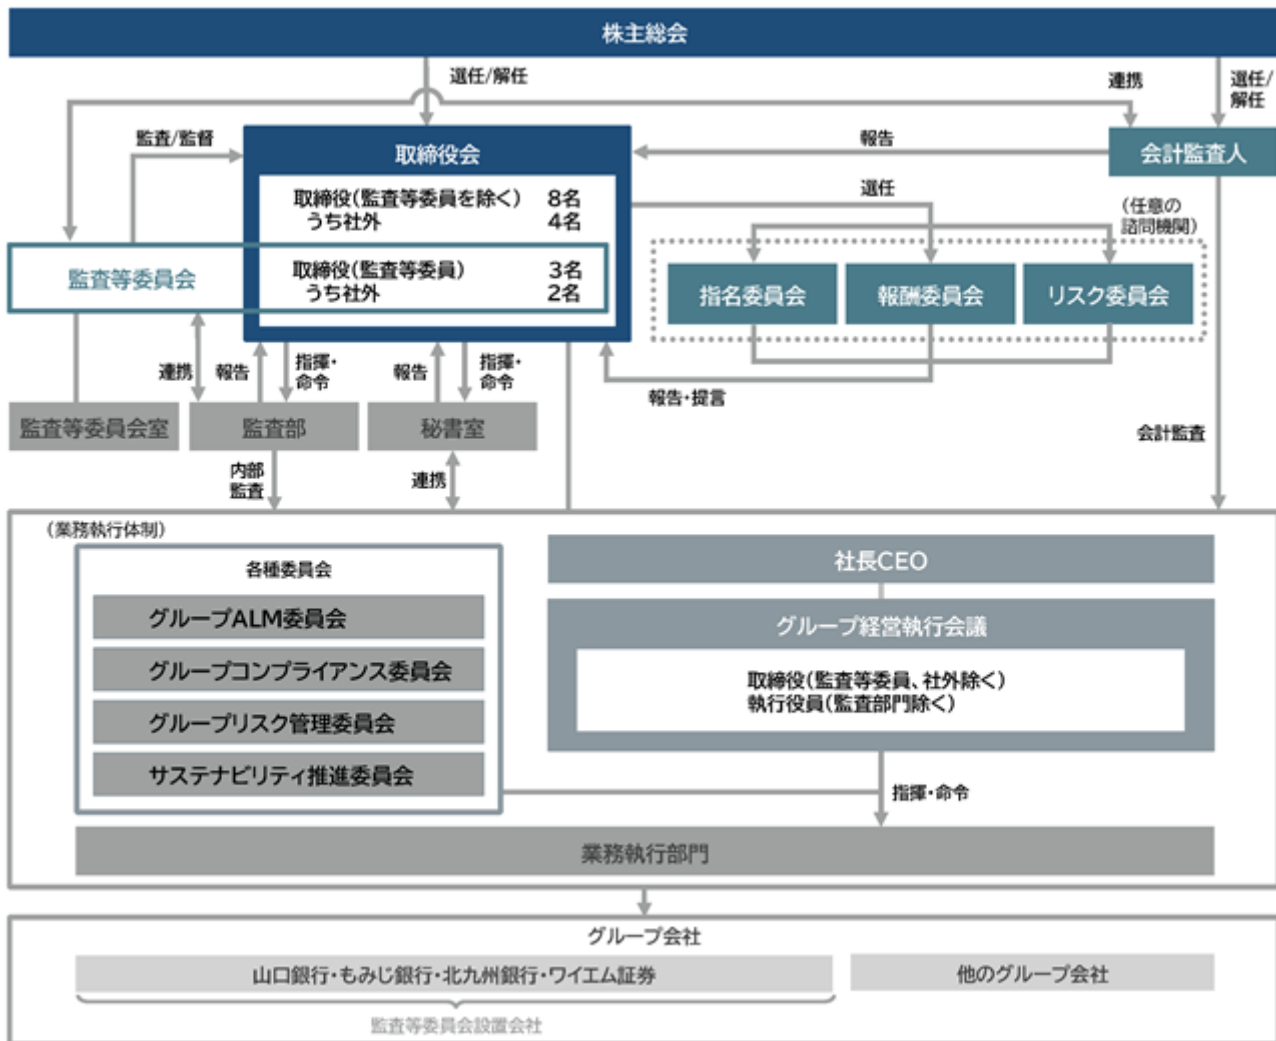 株主総会
選任/解任
連携
選任/
解任
監査/監督
取締役会
報告
会計監査人
取締役(監査等委員を除く) 8名
うち社外 4名
選任
(任意の
諮問機関)
監査等委員会
取締役(監査等委員) 3名
うち社外 2名
指名委員会
報酬委員会
リスク委員会
連携
報告
指揮・
命令
報告
指揮・
命令
報告・提言
監査等委員会室
監査部
秘書室
会計監査
内部
監査
連携
(業務執行体制)
各種委員会
社長CEO
グループALM委員会
グループ経営執行会議
グループコンプライアンス委員会
取締役(監査等委員、社外除く)
執行役員(監査部門除く)
グループリスク管理委員会
サステナビリティ推進委員会
指揮・命令
業務執行部門
グループ会社
山口銀行・もみじ銀行・北九州銀行・ワイエム証券
他のグループ会社
監査等委員会設置会社